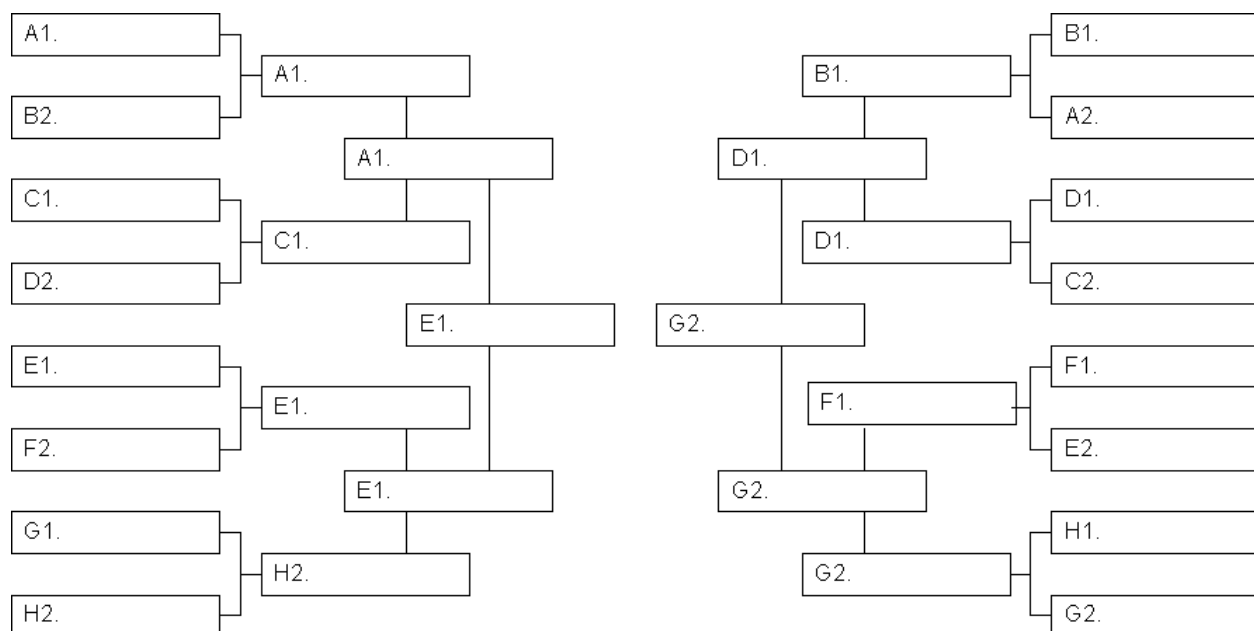 A1.
B1.
A1.
B1.
B2.
A2.
A1.
D1.
C1.
D1.
C1.
D1.
D2.
C2.
E1.
G2.
E1.
F1.
E1.
F1.
F2.
E2.
E1.
G2.
G1.
H1.
H2.
G2.
H2.
G2.